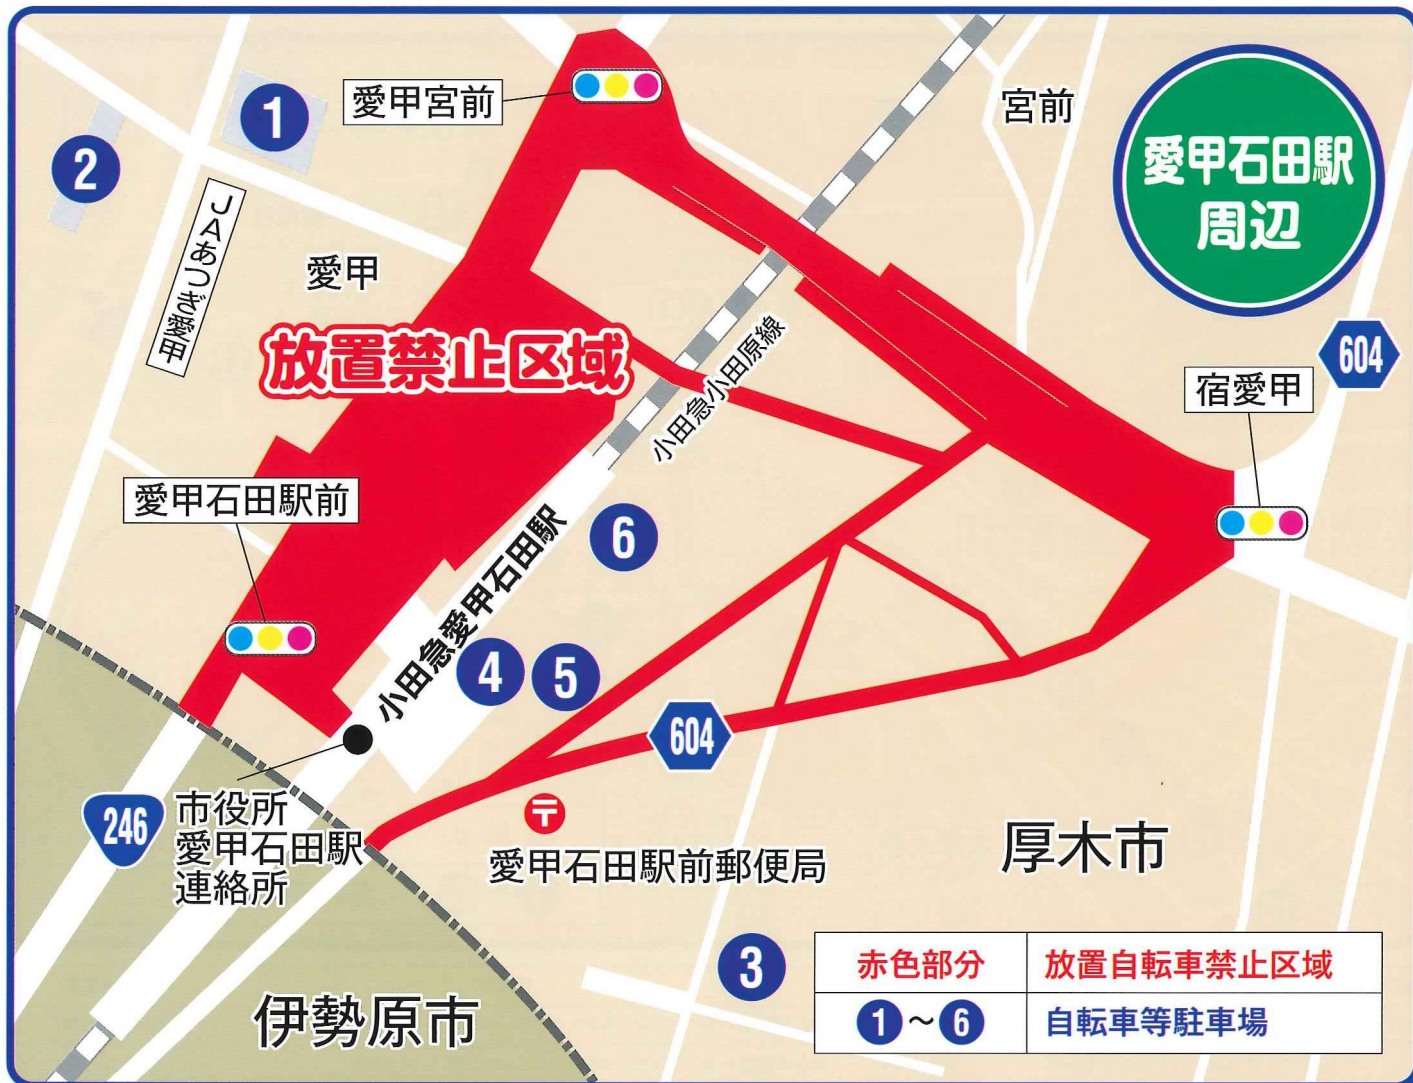 愛甲宮前
宮前
愛甲石田駅
周辺
1
2
JAあつぎ愛甲
愛甲
放置禁止区域
小田急小田原線
604
宿愛甲
愛甲石田駅前
6
小田急愛甲石田駅
4
5
604
246
市役所
愛甲石田駅
連絡所
〒
愛甲石田駅前郵便局
厚木市
3
伊勢原市
赤色部分 放置自転車禁止区域
1～6 自転車等駐車場